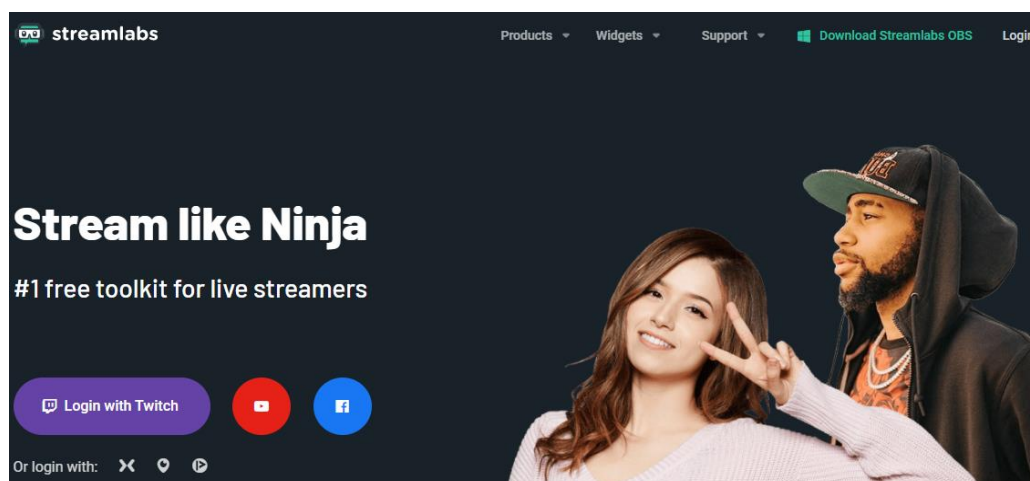 streamlabs
Products Widgets Support Download Streamlabs OBS Login
Stream like Ninja
#1 free toolkit for live streamers
Login with Twitch
Or login with: